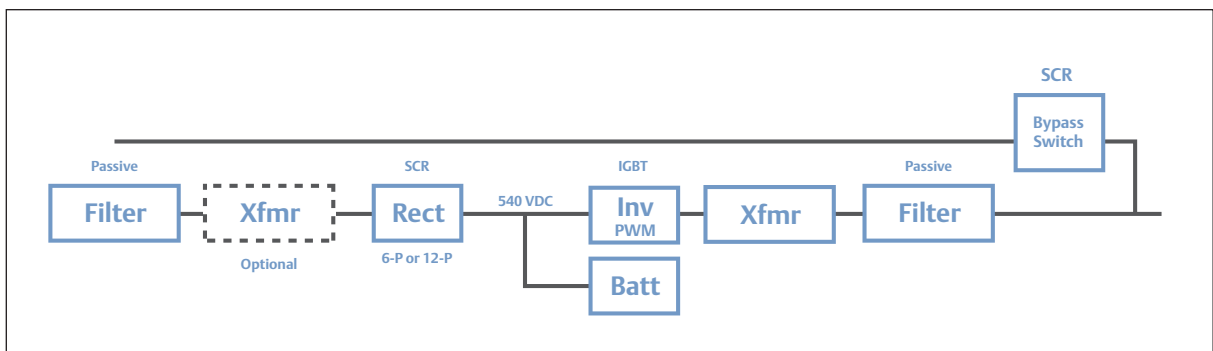 SCR
Bypass
Switch
Passive
SCR
IGBT
Passive
Filter
Xfmr
Rect
540 VDC
Inv
PWM
Xfmr
Filter
Optional
6-P or 12-P
Batt